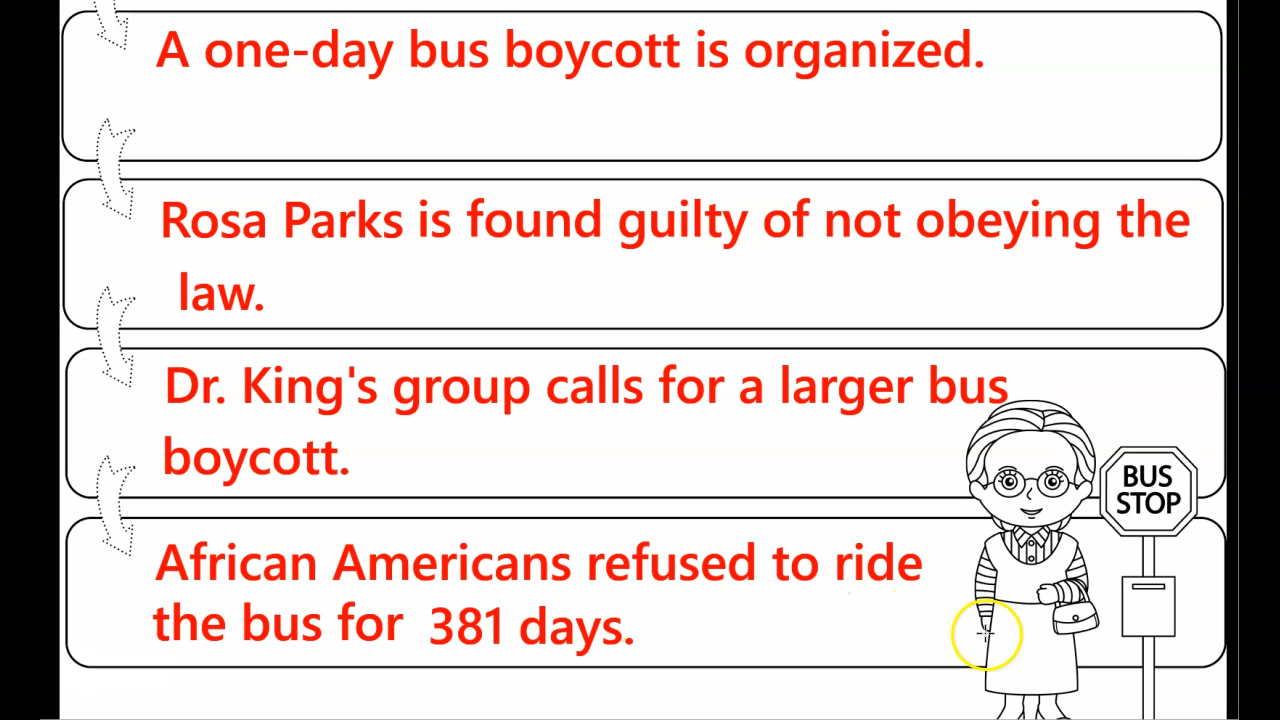 A one-day bus boycott is organized.
Rosa Parks is found guilty of not obeying the
law.
Dr. King's group calls for a larger bus
boycott.
BUS
STOP
African Americans refused to ride
the bus for 381 days.